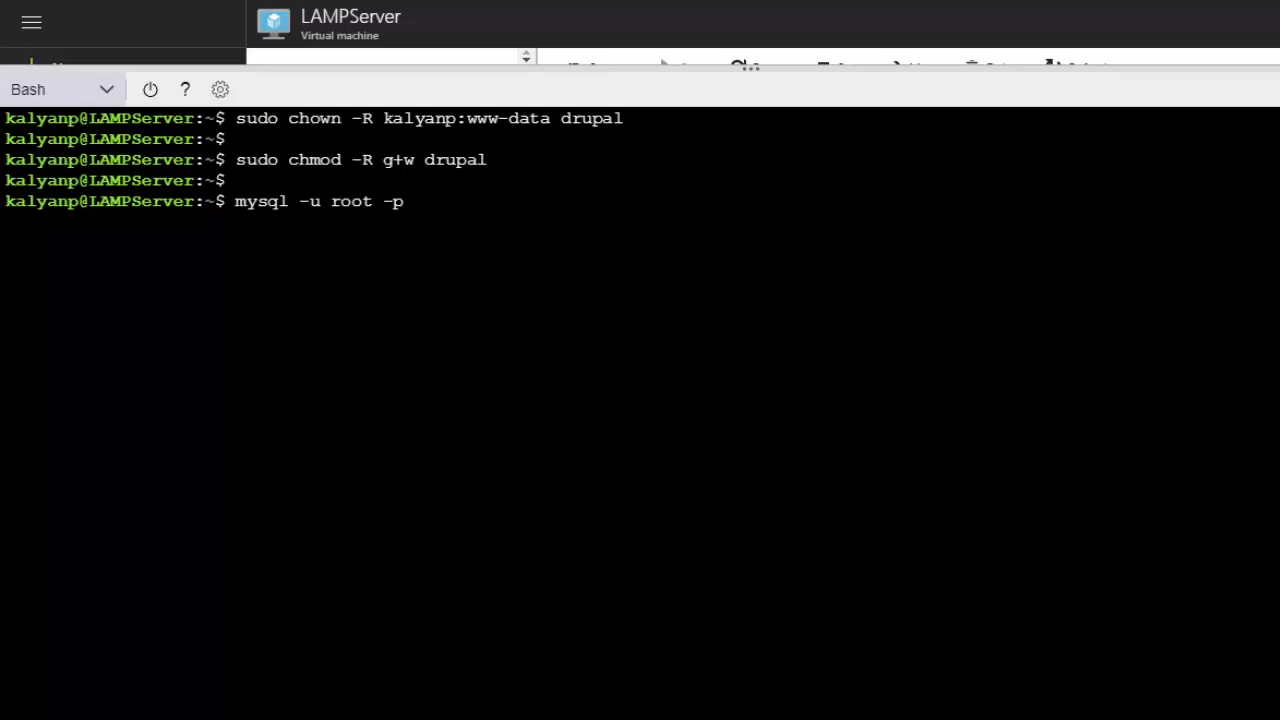 LAMPServer
Virtual machine
Bash
?
kalyanp@LAMPServer:~$ sudo chown -R kalyanp:www-data drupal
kalyanp@LAMPServer:~$
kalyanp@LAMPServer:~$ sudo chmod -R g+w drupal
kalyanp@LAMPServer:~$
kalyanp@LAMPServer:~$ mysql -u root -p